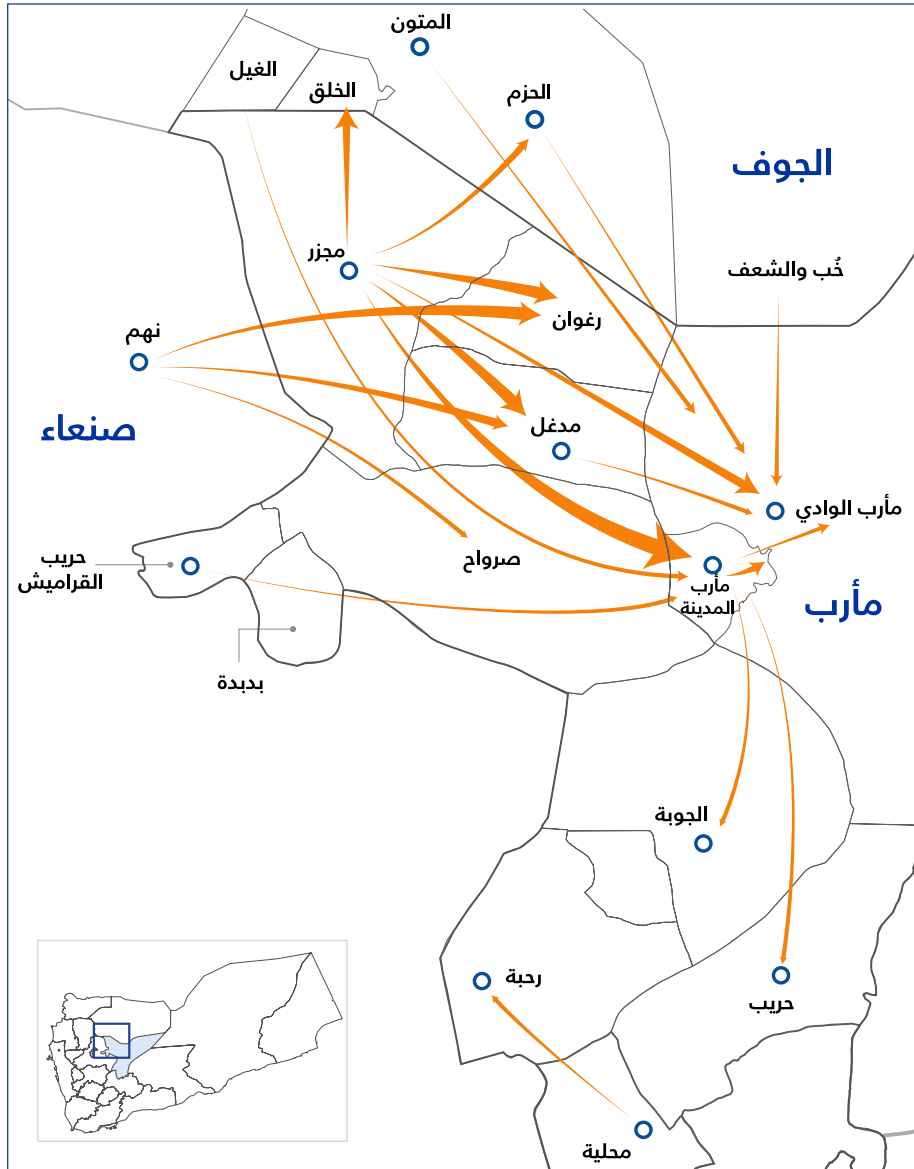 المتون
الغيل
الخلق
الحزم
الجوف
مجزر
خُب والشعف
رغوان
نهم
صنعاء
مدغل
مأرب الوادي
صرواح
حريب
القراميش
مأرب
المدينة
مأرب
بدبدة
الجوبة
رحبة
حريب
محلية